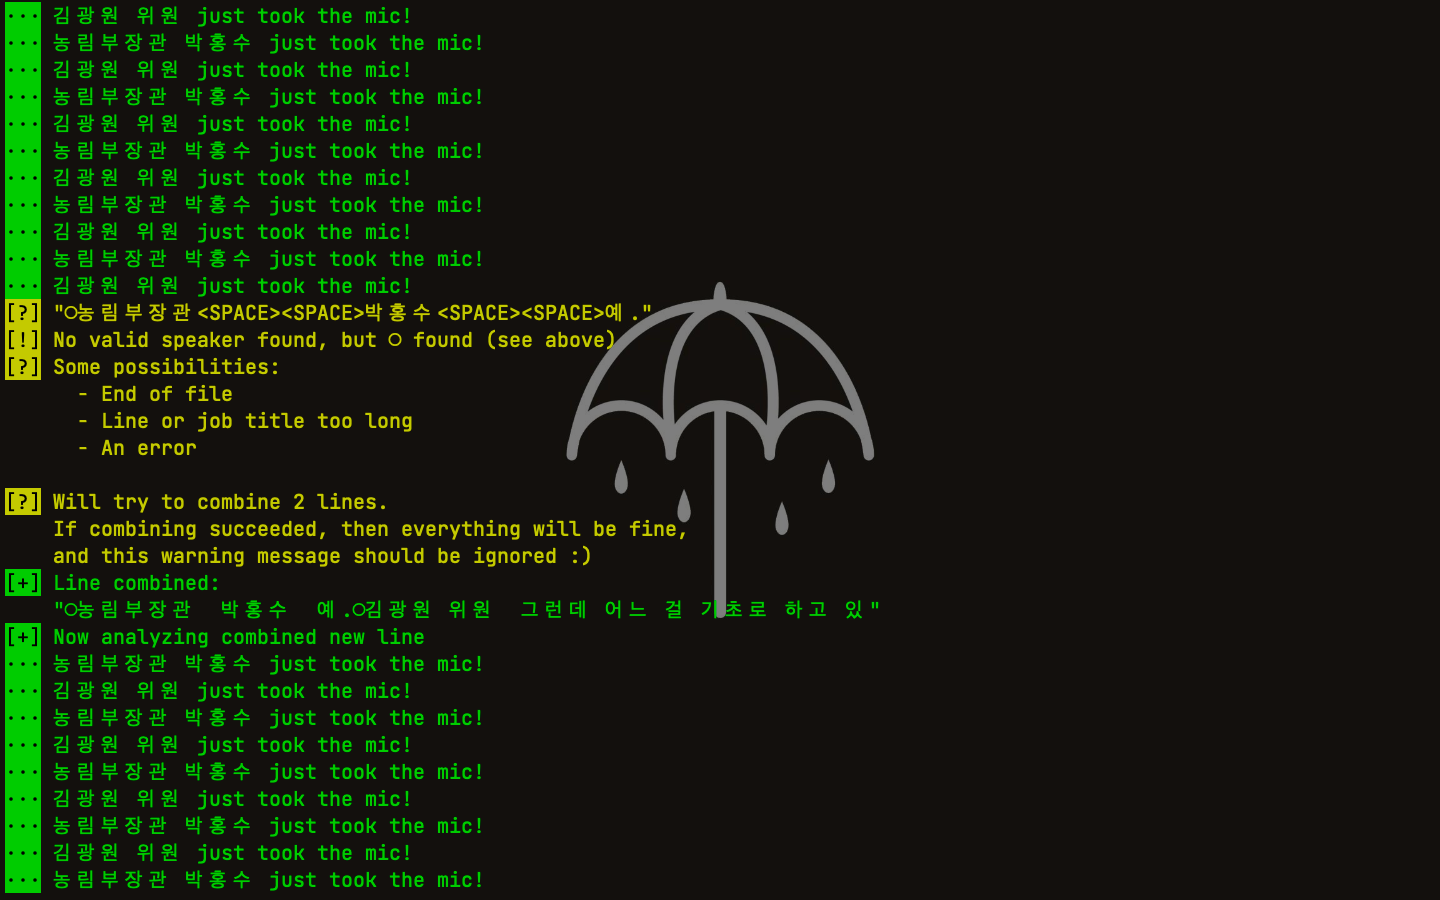 ... 김광원 위원 just took the mic!
... 농림부장관 박홍수 just took the mic!
... 김광원 위원 just took the mic!
... 농림부장관 박홍수 just took the mic!
... 김광원 위원 just took the mic!
... 농림부장관 박홍수 just took the mic!
... 김광원 위원 just took the mic!
... 농림부장관 박홍수 just took the mic!
... 김광원 위원 just took the mic!
... 농림부장관 박홍수 just took the mic!
... 김광원 위원 just took the mic!
[?] "○농림부장관<SPACE><SPACE>박홍수<SPACE><SPACE>예."
[!] No valid speaker found, but ○ found (see above)
[?] Some possibilities:
- End of file
- Line or job title too long
- An error
[?] Will try to combine 2 lines.
If combining succeeded, then everything will be fine,
and this warning message should be ignored :)
[+] Line combined:
"○농림부장관  박홍수  예.○김광원 위원  그런데 어느 걸 기초로 하고 있"
[+] Now analyzing combined new line
... 농림부장관 박홍수 just took the mic!
... 김광원 위원 just took the mic!
... 농림부장관 박홍수 just took the mic!
... 김광원 위원 just took the mic!
... 농림부장관 박홍수 just took the mic!
... 김광원 위원 just took the mic!
... 농림부장관 박홍수 just took the mic!
... 김광원 위원 just took the mic!
... 농림부장관 박홍수 just took the mic!